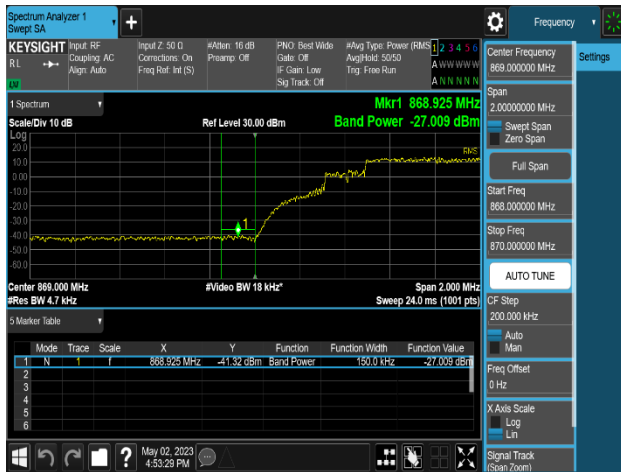 Spectrum Analyzer 1
Swept SA
Frequency
KEYSIGHT
RL
Input: RF
Coupling: AC
Align: Auto
Input Z: 50 Ω
Corrections: On
Freq Ref: Int (S)
#Atten: 16 dB
Preamp: Off
PNO: Best Wide
Gate: Off
IF Gain: Low
Sig Track: Off
#Avg Type: Power (RMS
Avg|Hold: 50/50
Trig: Free Run
1 2 3 4 5 6
A W W W W W
A N N N N N
1 Spectrum
Scale/Div 10 dB
Log
Ref Level 30.00 dBm
Mkr1 868.925 MHz
Band Power -27.009 dBm
RMS
20.0
10.0
0.00
-10.0
-20.0
-30.0
-40.0
-50.0
-60.0
1
Center 869.000 MHz
#Res BW 4.7 kHz
#Video BW 18 kHz*
Span 2.000 MHz
Sweep 24.0 ms (1001 pts)
5 Marker Table
Mode Trace Scale X Y Function Function Width Function Value
1 N 1 f 868.925 MHz -41.32 dBm Band Power 150.0 kHz -27.009 dBm
2
3
4
5
6
May 02, 2023
4:53:29 PM
Settings
Center Frequency
869.000000 MHz
Span
2.00000000 MHz
Swept Span
Zero Span
Full Span
Start Freq
868.000000 MHz
Stop Freq
870.000000 MHz
AUTO TUNE
CF Step
200.000 kHz
Auto
Man
Freq Offset
0 Hz
X Axis Scale
Log
Lin
Signal Track
(Span Zoom)